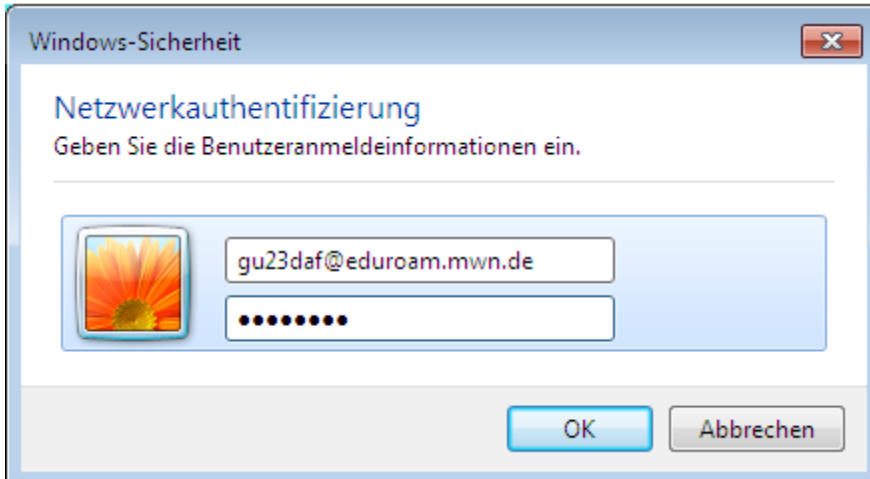 Windows-Sicherheit
Netzwerkauthentifizierung
Geben Sie die Benutzeranmeldeinformationen ein.
gu23daf@eduroam.mwn.de
●●●●●●●●
OK
Abbrechen